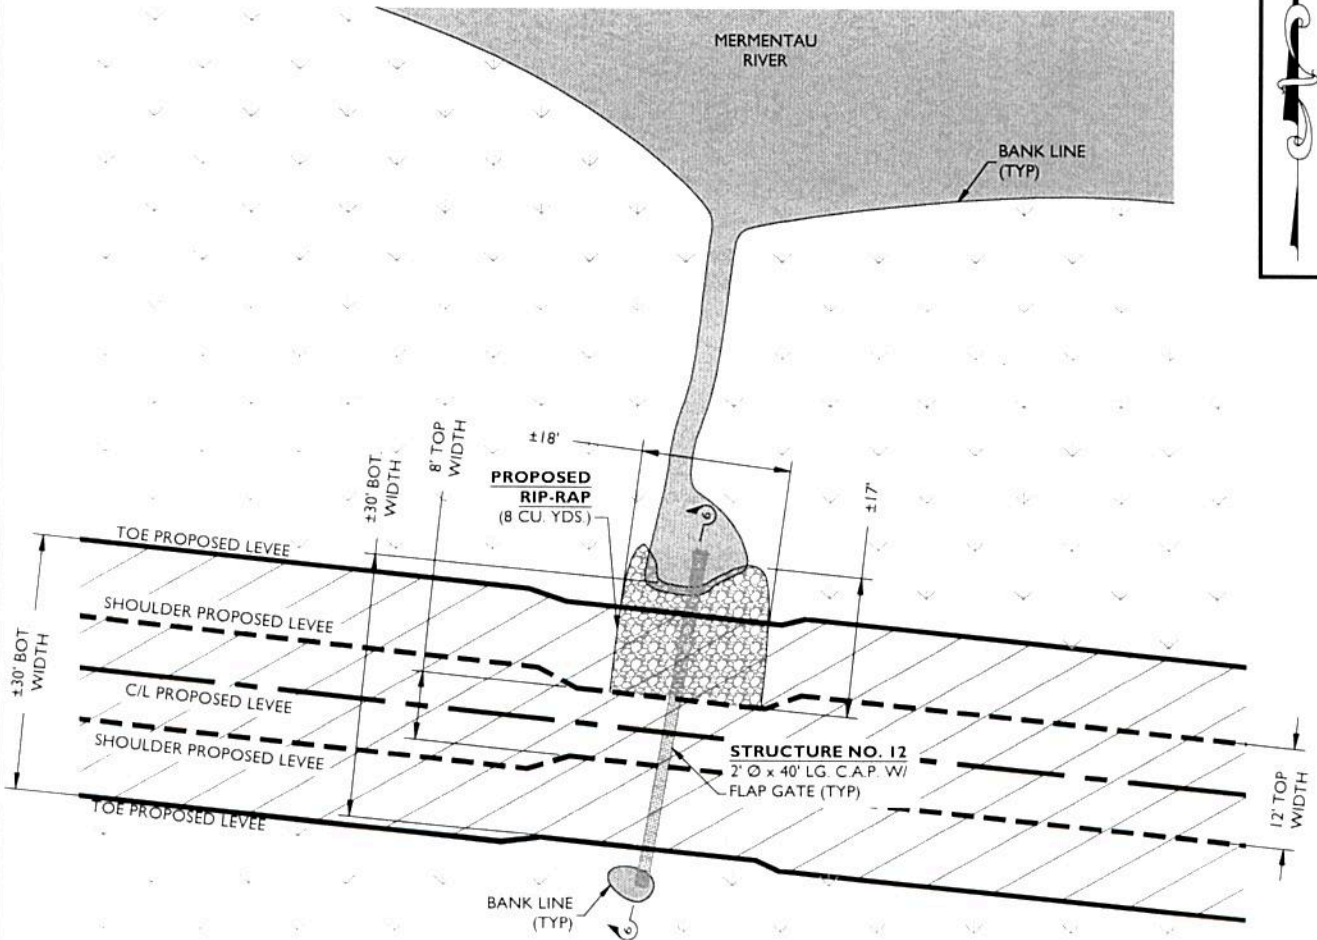 MERMENTAU
RIVER
BANK LINE
(TYP)
±18'
8' TOP
WIDTH
±30' BOT.
WIDTH
PROPOSED
RIP-RAP
(8 CU. YDS.)
±17'
6
TOE PROPOSED LEVEE
SHOULDER PROPOSED LEVEE
±30' BOT
WIDTH
C/L PROPOSED LEVEE
SHOULDER PROPOSED LEVEE
STRUCTURE NO. 12
2' Ø x 40' LG. C.A.P. W/
FLAP GATE (TYP)
12' TOP
WIDTH
TOE PROPOSED LEVEE
BANK LINE
(TYP)
6